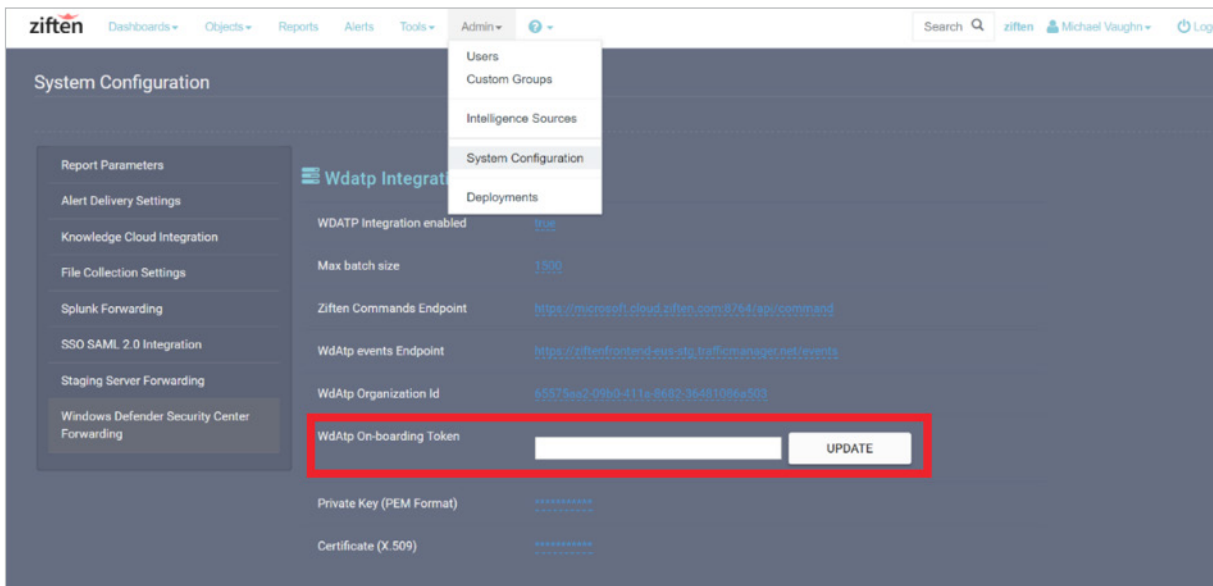 ziften Dashboards Objects Reports Alerts Tools Admin ? Search ziften Michael Vaughn Log
Users
Custom Groups
Intelligence Sources
System Configuration
Deployments
System Configuration
Report Parameters
Alert Delivery Settings
Knowledge Cloud Integration
File Collection Settings
Splunk Forwarding
SSO SAML 2.0 Integration
Staging Server Forwarding
Windows Defender Security Center
Forwarding
Wdatp Integrati
WDATP Integration enabled true
Max batch size 1500
Ziften Commands Endpoint https://microsoft.cloud.ziften.com:8764/api/command
WdAtp events Endpoint https://ziftenfrontend-eus-stg.trafficmanager.net/events
WdAtp Organization Id
WdAtp On-boarding Token UPDATE
Private Key (PEM Format) ***********
Certificate (X.509) ***********